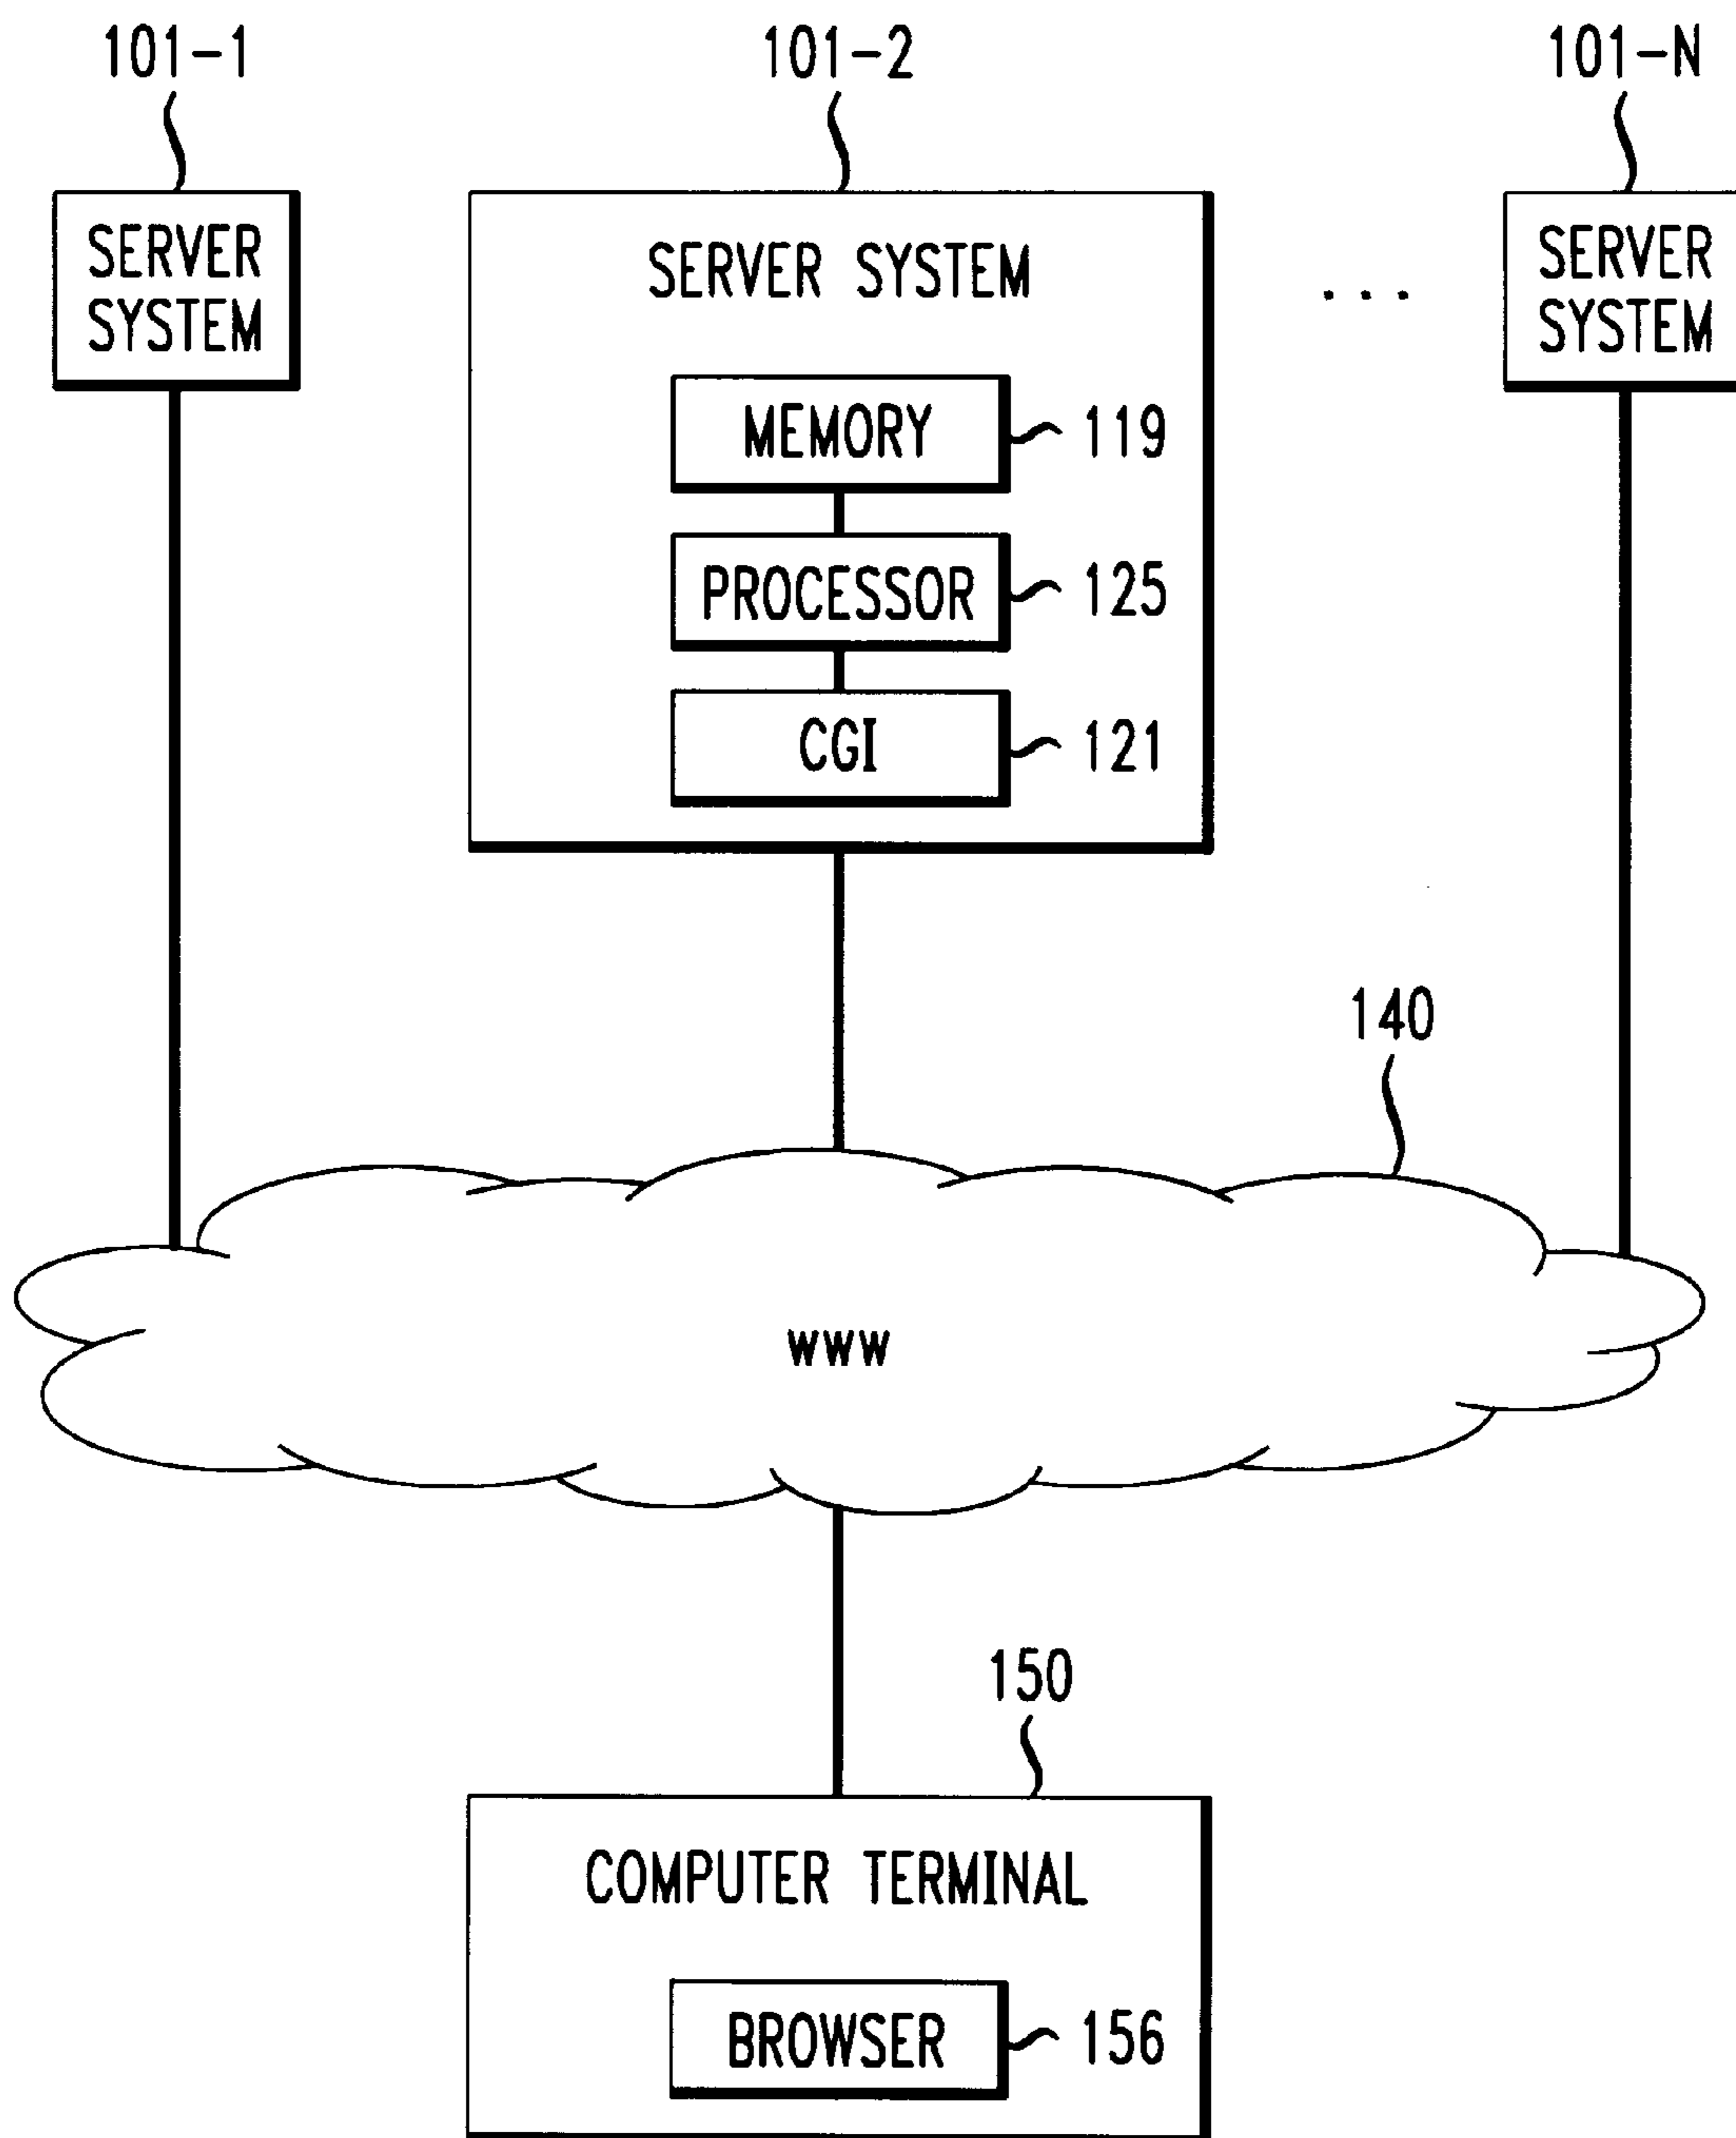 101-1
101-2
101-N
SERVER
SYSTEM
SERVER SYSTEM
. . .
SERVER
SYSTEM
MEMORY
119
PROCESSOR
125
CGI
121
140
WWW
150
COMPUTER TERMINAL
BROWSER
156